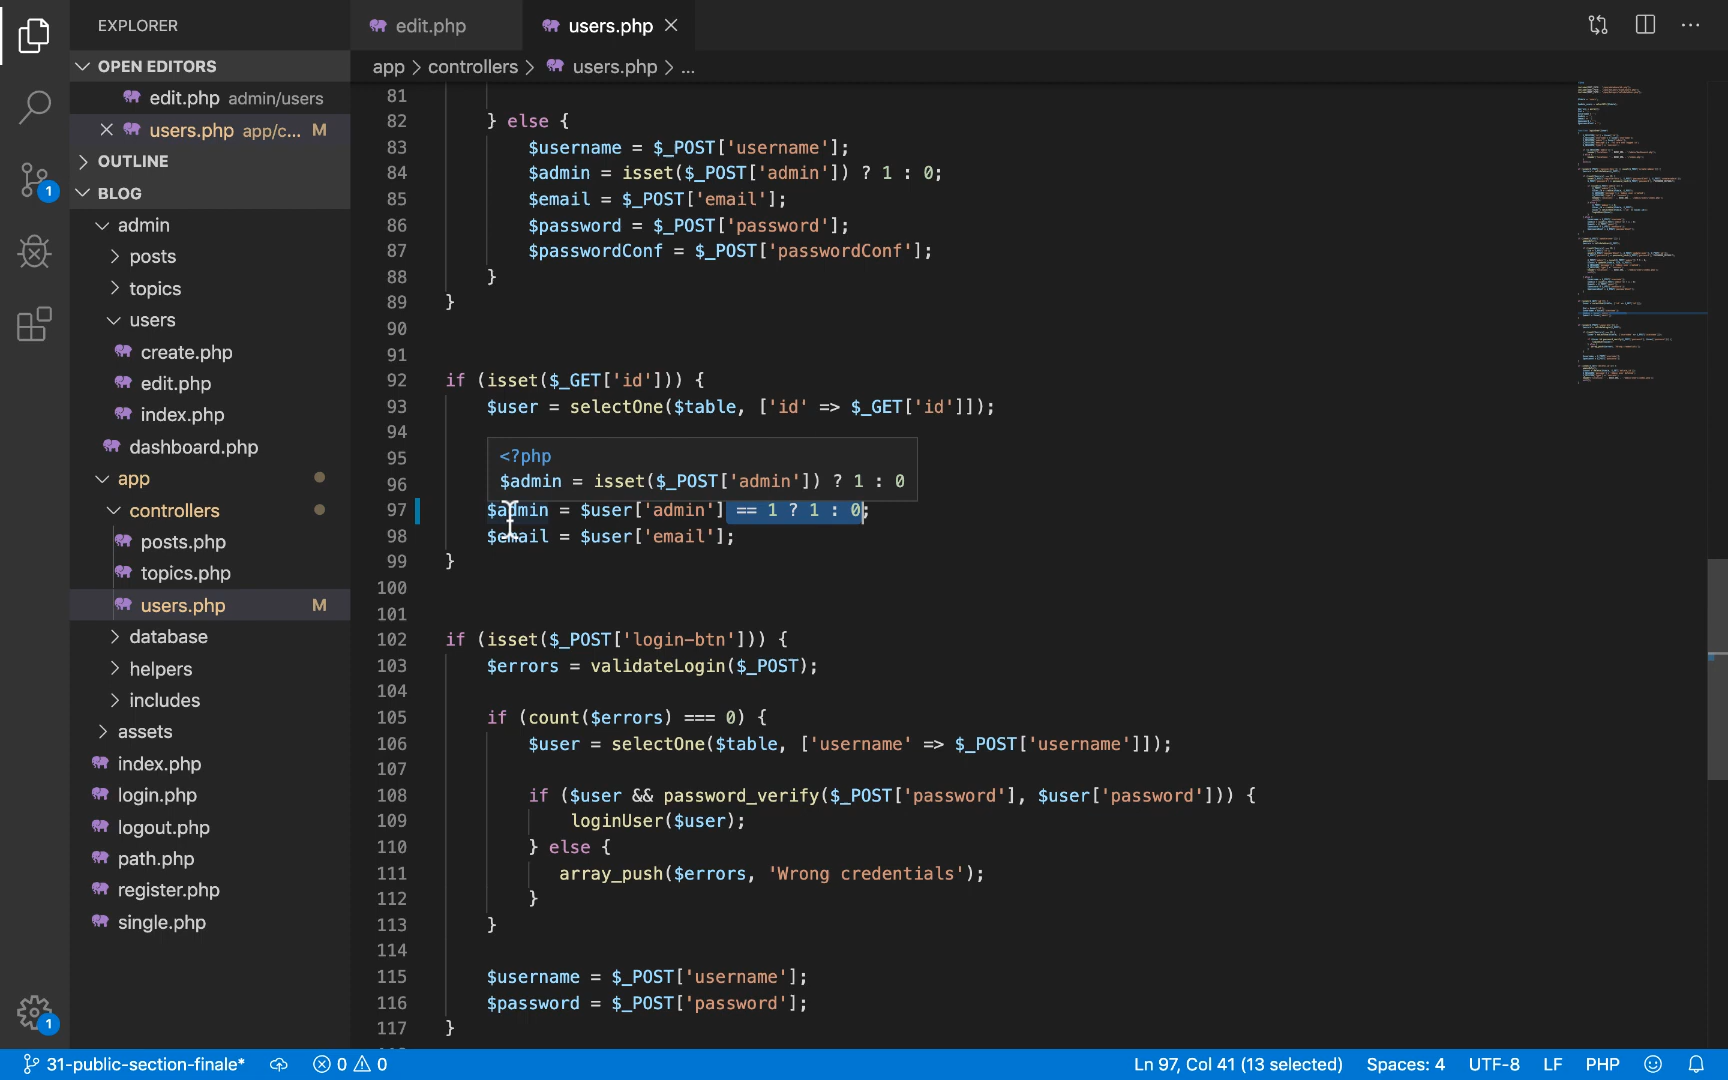 EXPLORER
OPEN EDITORS
edit.php admin/users
users.php app/c... M
OUTLINE
BLOG
admin
posts
topics
users
create.php
edit.php
index.php
dashboard.php
app
controllers
posts.php
topics.php
users.php M
database
helpers
includes
assets
index.php
login.php
logout.php
path.php
register.php
single.php
1
1
edit.php
users.php
app > controllers > users.php > ...
81
82 } else {
83 $username = $_POST['username'];
84 $admin = isset($_POST['admin']) ? 1 : 0;
85 $email = $_POST['email'];
86 $password = $_POST['password'];
87 $passwordConf = $_POST['passwordConf'];
88 }
89 }
90
91
92 if (isset($_GET['id'])) {
93 $user = selectOne($table, ['id' => $_GET['id']]);
94
95 <?php
96 $admin = isset($_POST['admin']) ? 1 : 0
97 $admin = $user['admin'] == 1 ? 1 : 0;
98 $email = $user['email'];
99 }
100
101
102 if (isset($_POST['login-btn'])) {
103 $errors = validateLogin($_POST);
104
105 if (count($errors) === 0) {
106 $user = selectOne($table, ['username' => $_POST['username']]);
107
108 if ($user && password_verify($_POST['password'], $user['password'])) {
109 loginUser($user);
110 } else {
111 array_push($errors, 'Wrong credentials');
112 }
113 }
114
115 $username = $_POST['username'];
116 $password = $_POST['password'];
117 }
31-public-section-finale* 0 0 Ln 97, Col 41 (13 selected) Spaces: 4 UTF-8 LF PHP